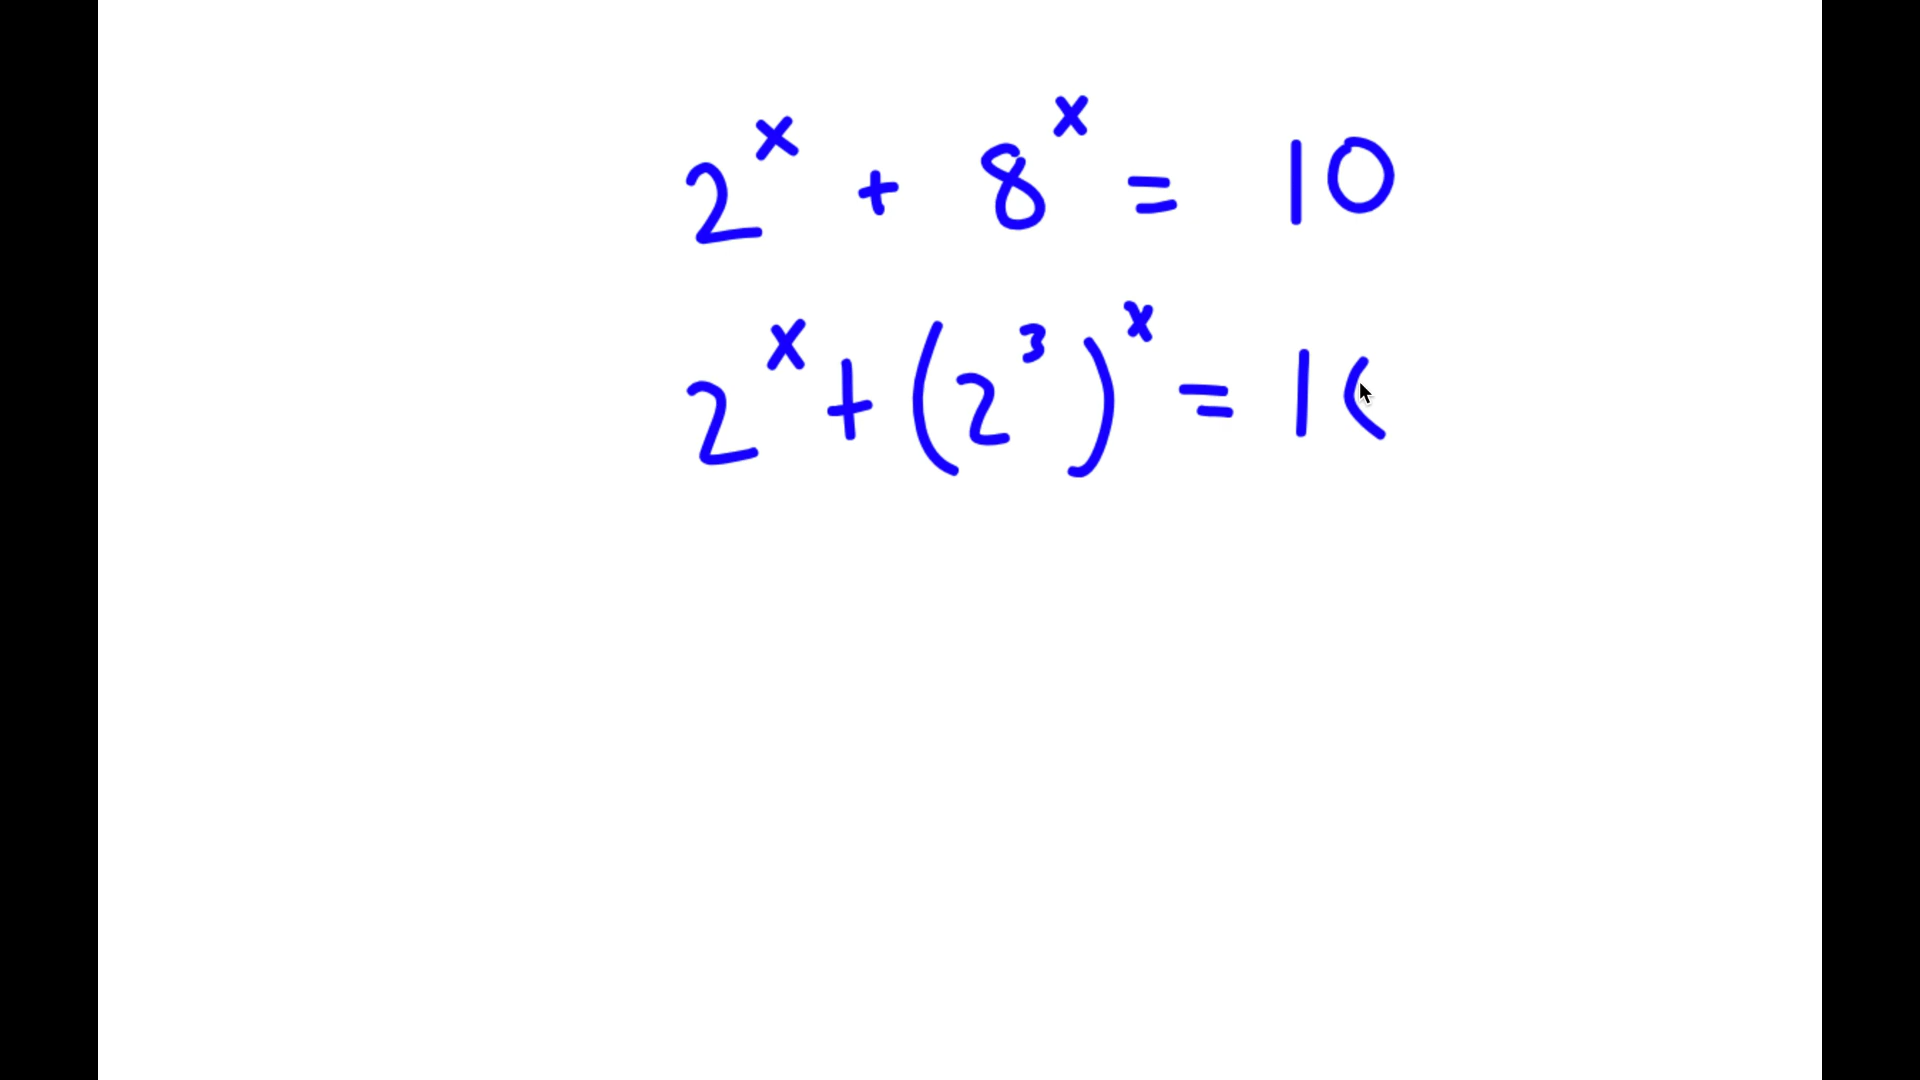 2^x + 8^x = 10
2^x + (2^3)^x = 1